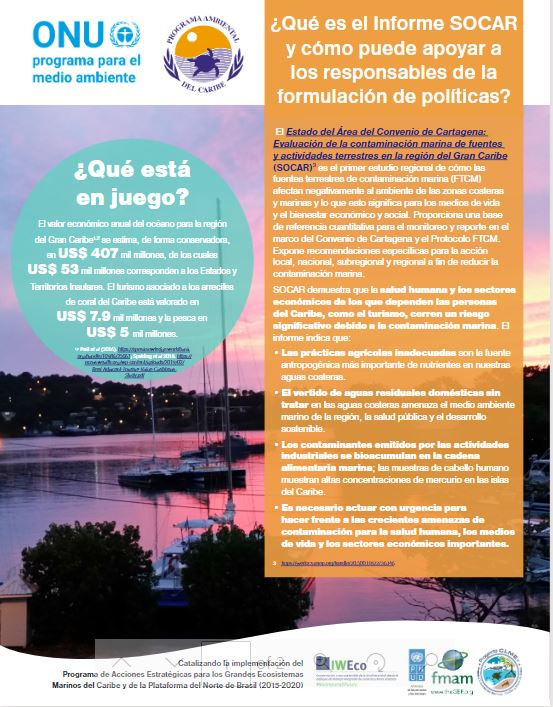 ONU
programa para el
medio ambiente
PROGRAMA AMBIENTAL
DEL CARIBE
¿Qué es el Informe SOCAR
y cómo puede apoyar a
los responsables de la
formulación de políticas?
¿Qué está
en juego?
El valor económico anual del océano para la región
del Gran Caribe¹,² se estima, de forma conservadora,
en US$ 407 mil millones, de los cuales
US$ 53 mil millones corresponden a los Estados y
Territorios Insulares. El turismo asociado a los arrecifes
de coral del Caribe está valorado en
US$ 7.9 mil millones y la pesca en
US$ 5 mil millones.
El Estado del Área del Convenio de Cartagena:
Evaluación de la contaminación marina de fuentes
y actividades terrestres en la región del Gran Caribe
(SOCAR)³ es el primer estudio regional de cómo las
fuentes terrestres de contaminación marina (FTCM)
afectan negativamente al ambiente de las zonas costeras
y marinas y lo que esto significa para los medios de vida
y el bienestar económico y social. Proporciona una base
de referencia cuantitativa para el monitoreo y reporte en el
marco del Convenio de Cartagena y el Protocolo FTCM.
Expone recomendaciones específicas para la acción
local, nacional, subregional y regional a fin de reducir la
contaminación marina.
SOCAR demuestra que la salud humana y los sectores
económicos de los que dependen las personas
del Caribe, como el turismo, corren un riesgo
significativo debido a la contaminación marina. El
informe indica que:
• Las prácticas agrícolas inadecuadas son la fuente
antropogénica más importante de nutrientes en nuestras
aguas costeras.
• El vertido de aguas residuales domésticas sin
tratar en las aguas costeras amenaza el medio ambiente
marino de la región, la salud pública y el desarrollo
sostenible.
• Los contaminantes emitidos por las actividades
industriales se bioacumulan en la cadena
alimentaria marina; las muestras de cabello humano
muestran altas concentraciones de mercurio en las islas
del Caribe.
• Es necesario actuar con urgencia para
hacer frente a las crecientes amenazas de
contaminación para la salud humana, los medios
de vida y los sectores económicos importantes.
3
Catalizando la implementación del
Programa de Acciones Estratégicas para los Grandes Ecosistemas
Marinos del Caribe y de la Plataforma del Norte de Brasil (2015-2020)
IWEco
fmam
www.theGEF.org